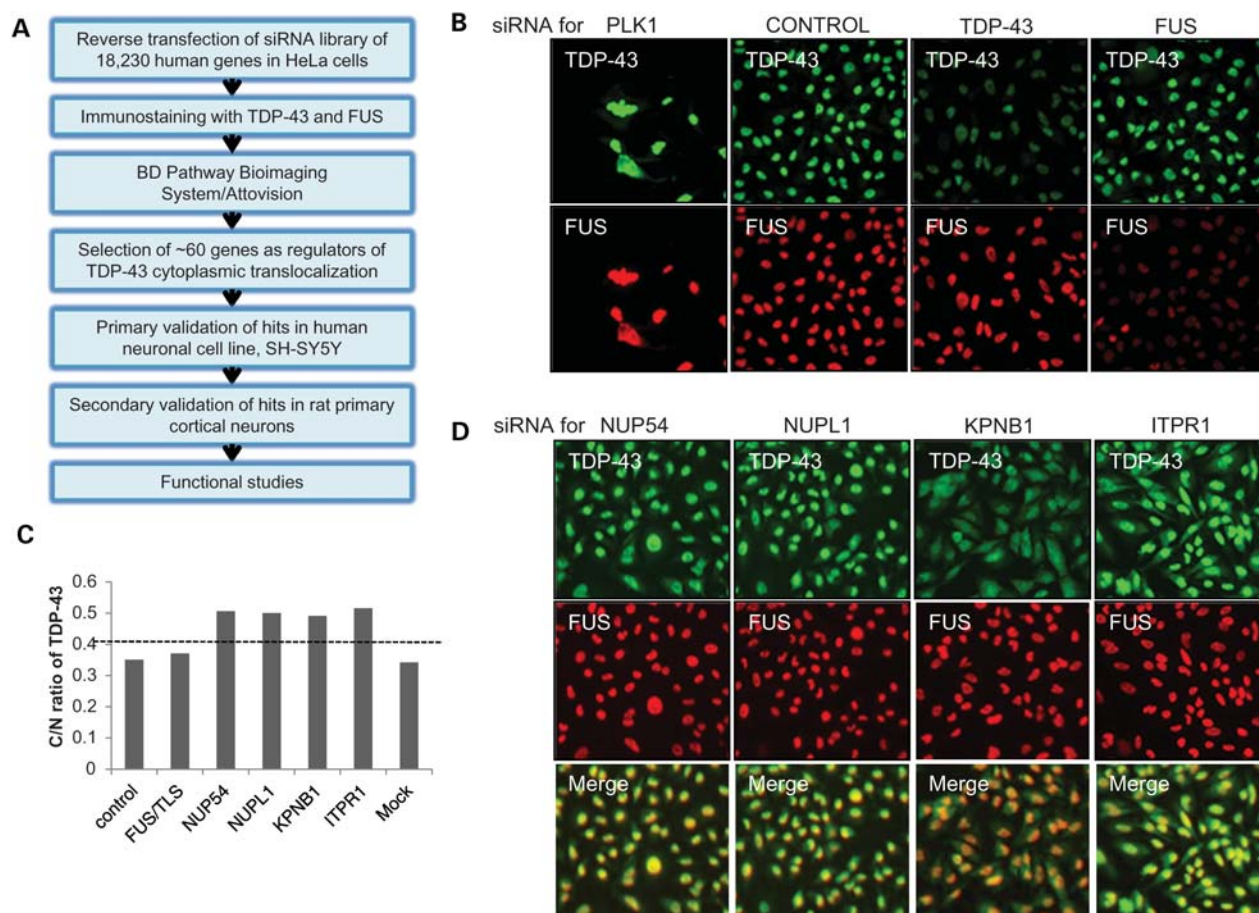 A
Reverse transfection of siRNA library of
18,230 human genes in HeLa cells
Immunostaining with TDP-43 and FUS
BD Pathway Bioimaging
System/Attovision
Selection of ~60 genes as regulators of
TDP-43 cytoplasmic translocalization
Primary validation of hits in human
neuronal cell line, SH-SY5Y
Secondary validation of hits in rat primary
cortical neurons
Functional studies
B
siRNA for PLK1 CONTROL TDP-43 FUS
TDP-43 TDP-43 TDP-43 TDP-43
FUS FUS FUS FUS
C
C/N ratio of TDP-43
0.6
0.5
0.4
0.3
0.2
0.1
0
control FUS/TLS NUP54 NUPL1 KPNB1 ITPR1 Mock
D
siRNA for NUP54 NUPL1 KPNB1 ITPR1
TDP-43 TDP-43 TDP-43 TDP-43
FUS FUS FUS FUS
Merge Merge Merge Merge